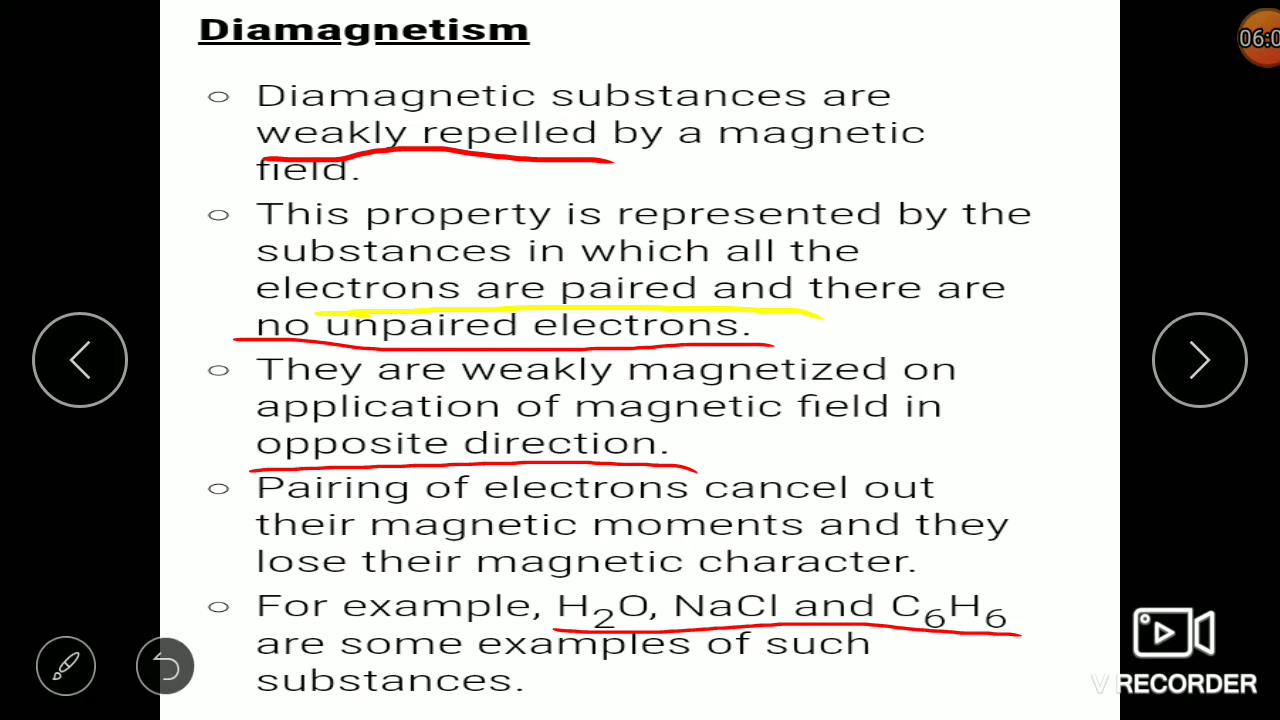 Diamagnetism
06:0
○ Diamagnetic substances are
weakly repelled by a magnetic
field.
○ This property is represented by the
substances in which all the
electrons are paired and there are
no unpaired electrons.
○ They are weakly magnetized on
application of magnetic field in
opposite direction.
○ Pairing of electrons cancel out
their magnetic moments and they
lose their magnetic character.
○ For example, H₂O, NaCl and C₆H₆
are some examples of such
substances.
V RECORDER